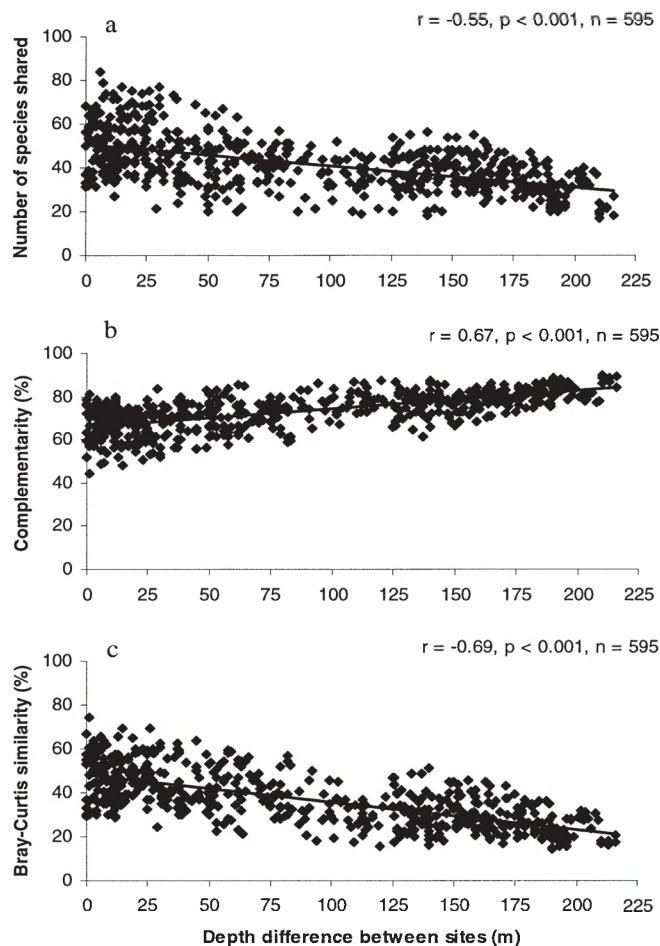 a
r = -0.55, p < 0.001, n = 595
Number of species shared
100
80
60
40
20
0
0 25 50 75 100 125 150 175 200 225
b
r = 0.67, p < 0.001, n = 595
Complementarity (%)
100
80
60
40
20
0
0 25 50 75 100 125 150 175 200 225
c
r = -0.69, p < 0.001, n = 595
Bray-Curtis similarity (%)
100
80
60
40
20
0
0 25 50 75 100 125 150 175 200 225
Depth difference between sites (m)